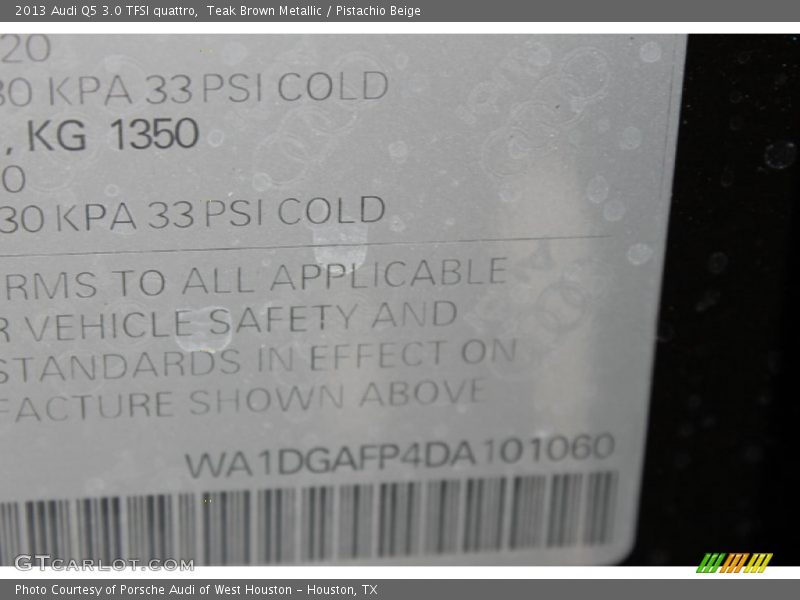 2013 Audi Q5 3.0 TFSI quattro,  Teak Brown Metallic / Pistachio Beige
20
30 KPA 33 PSI COLD
, KG 1350
0
30 KPA 33 PSI COLD
RMS TO ALL APPLICABLE
R VEHICLE SAFETY AND
STANDARDS IN EFFECT ON
FACTURE SHOWN ABOVE
WA1DGAFP4DA101060
GTcarlot.com
Photo Courtesy of Porsche Audi of West Houston - Houston, TX